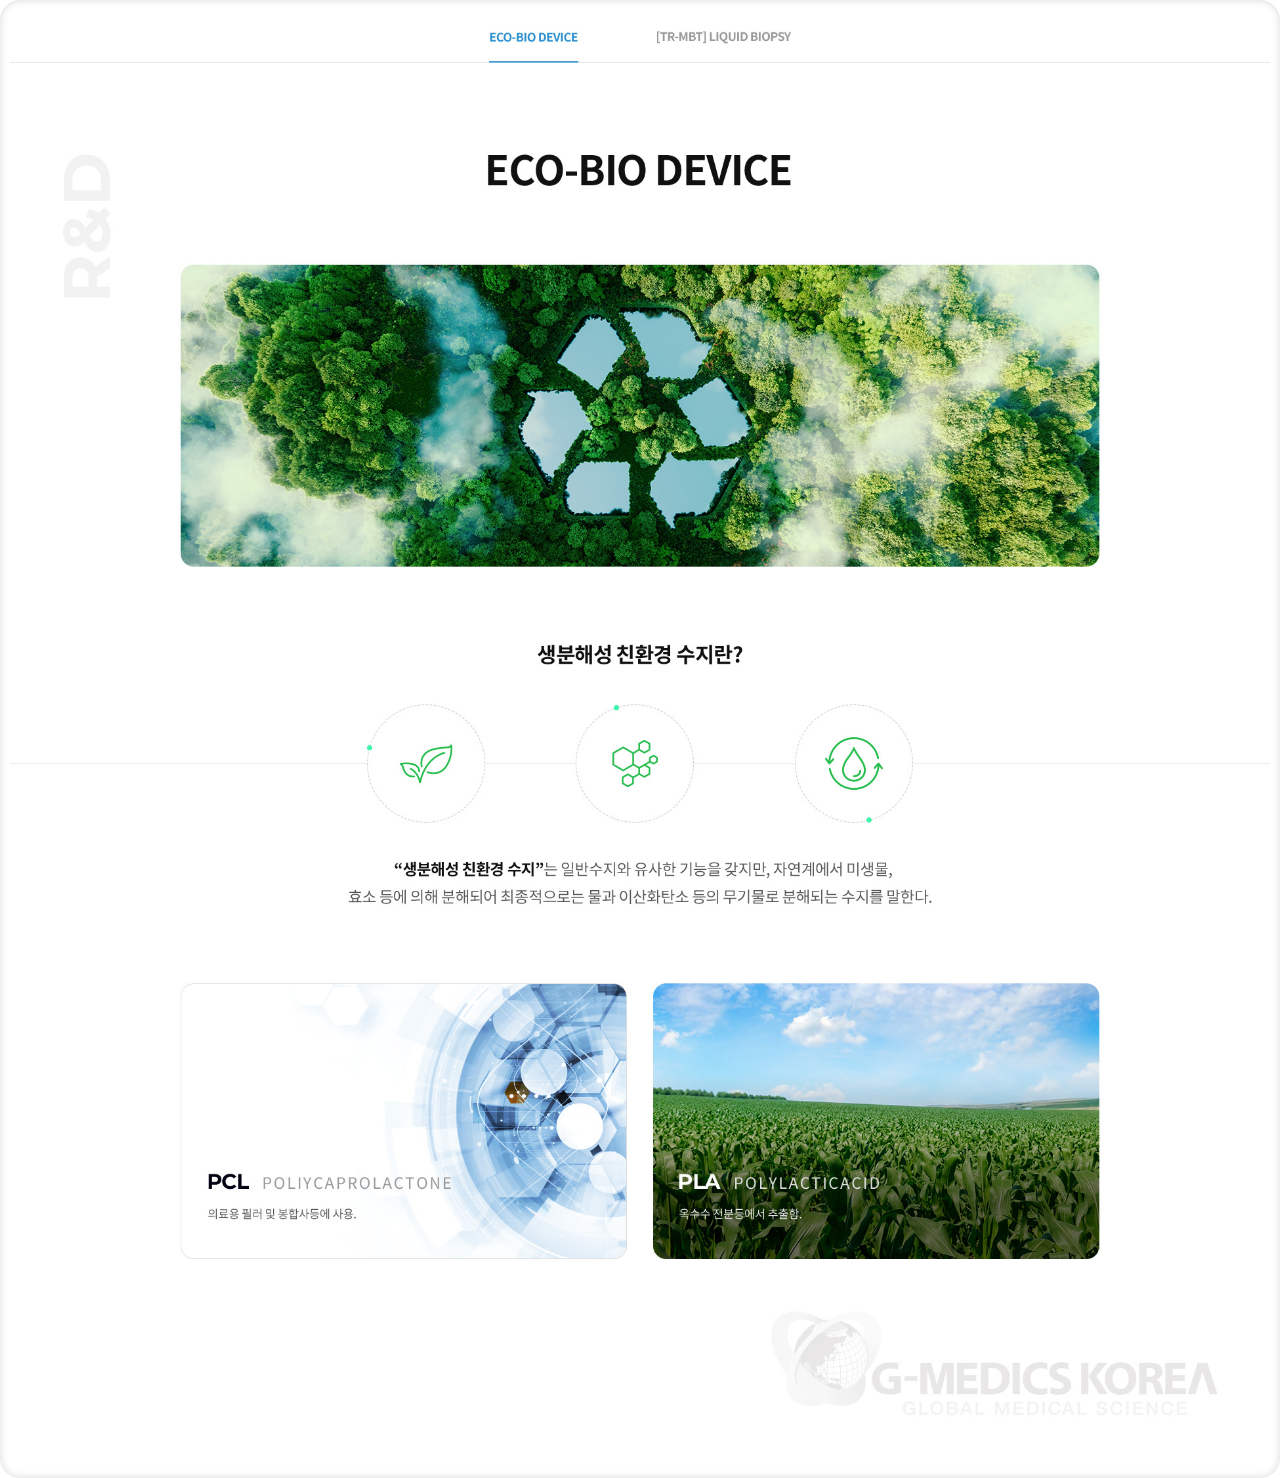 ECO-BIO DEVICE
[TR-MBT] LIQUID BIOPSY
R&D
ECO-BIO DEVICE
생분해성 친환경 수지란?
“생분해성 친환경 수지”는 일반수지와 유사한 기능을 갖지만, 자연계에서 미생물,
효소 등에 의해 분해되어 최종적으로는 물과 이산화탄소 등의 무기물로 분해되는 수지를 말한다.
PCL POLIYCAPROLACTONE
의료용 필러 및 봉합사등에 사용.
PLA POLYLACTICACID
옥수수 전분등에서 추출함.
G-MEDICS KOREA
GLOBAL MEDICAL SCIENCE